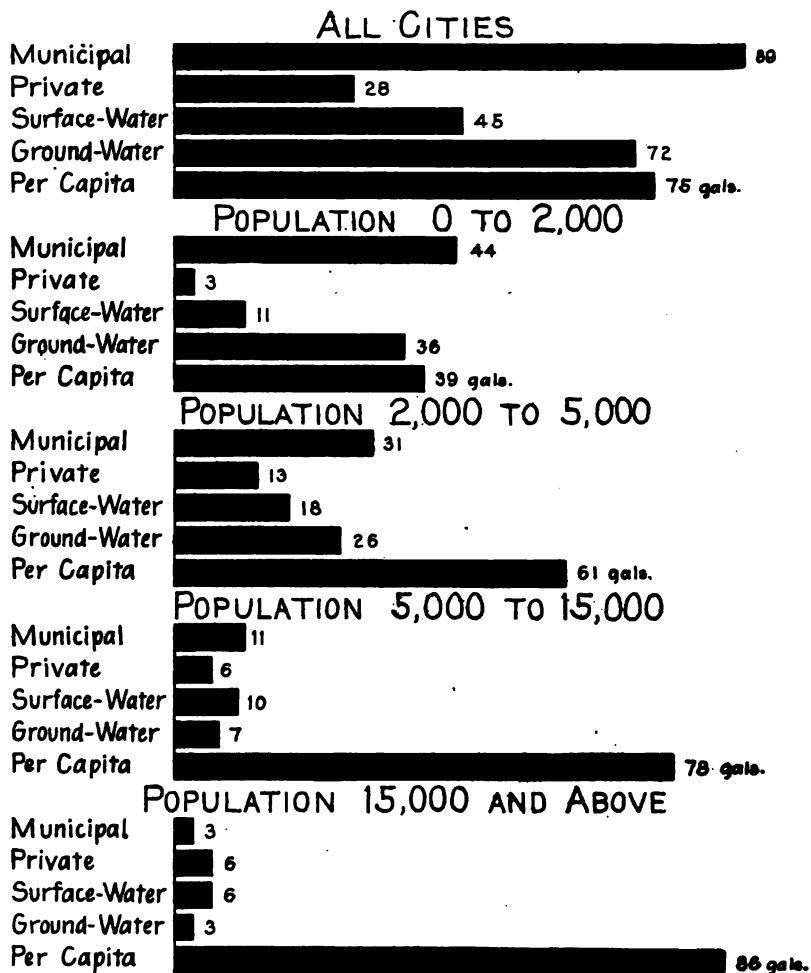 ALL CITIES
Municipal 89
Private 28
Surface-Water 45
Ground-Water 72
Per Capita 75 gals.
POPULATION 0 TO 2,000
Municipal 44
Private 3
Surface-Water 11
Ground-Water 36
Per Capita 39 gals.
POPULATION 2,000 TO 5,000
Municipal 31
Private 13
Surface-Water 18
Ground-Water 26
Per Capita 61 gals.
POPULATION 5,000 TO 15,000
Municipal 11
Private 6
Surface-Water 10
Ground-Water 7
Per Capita 78 gals.
POPULATION 15,000 AND ABOVE
Municipal 3
Private 6
Surface-Water 6
Ground-Water 3
Per Capita 86 gals.